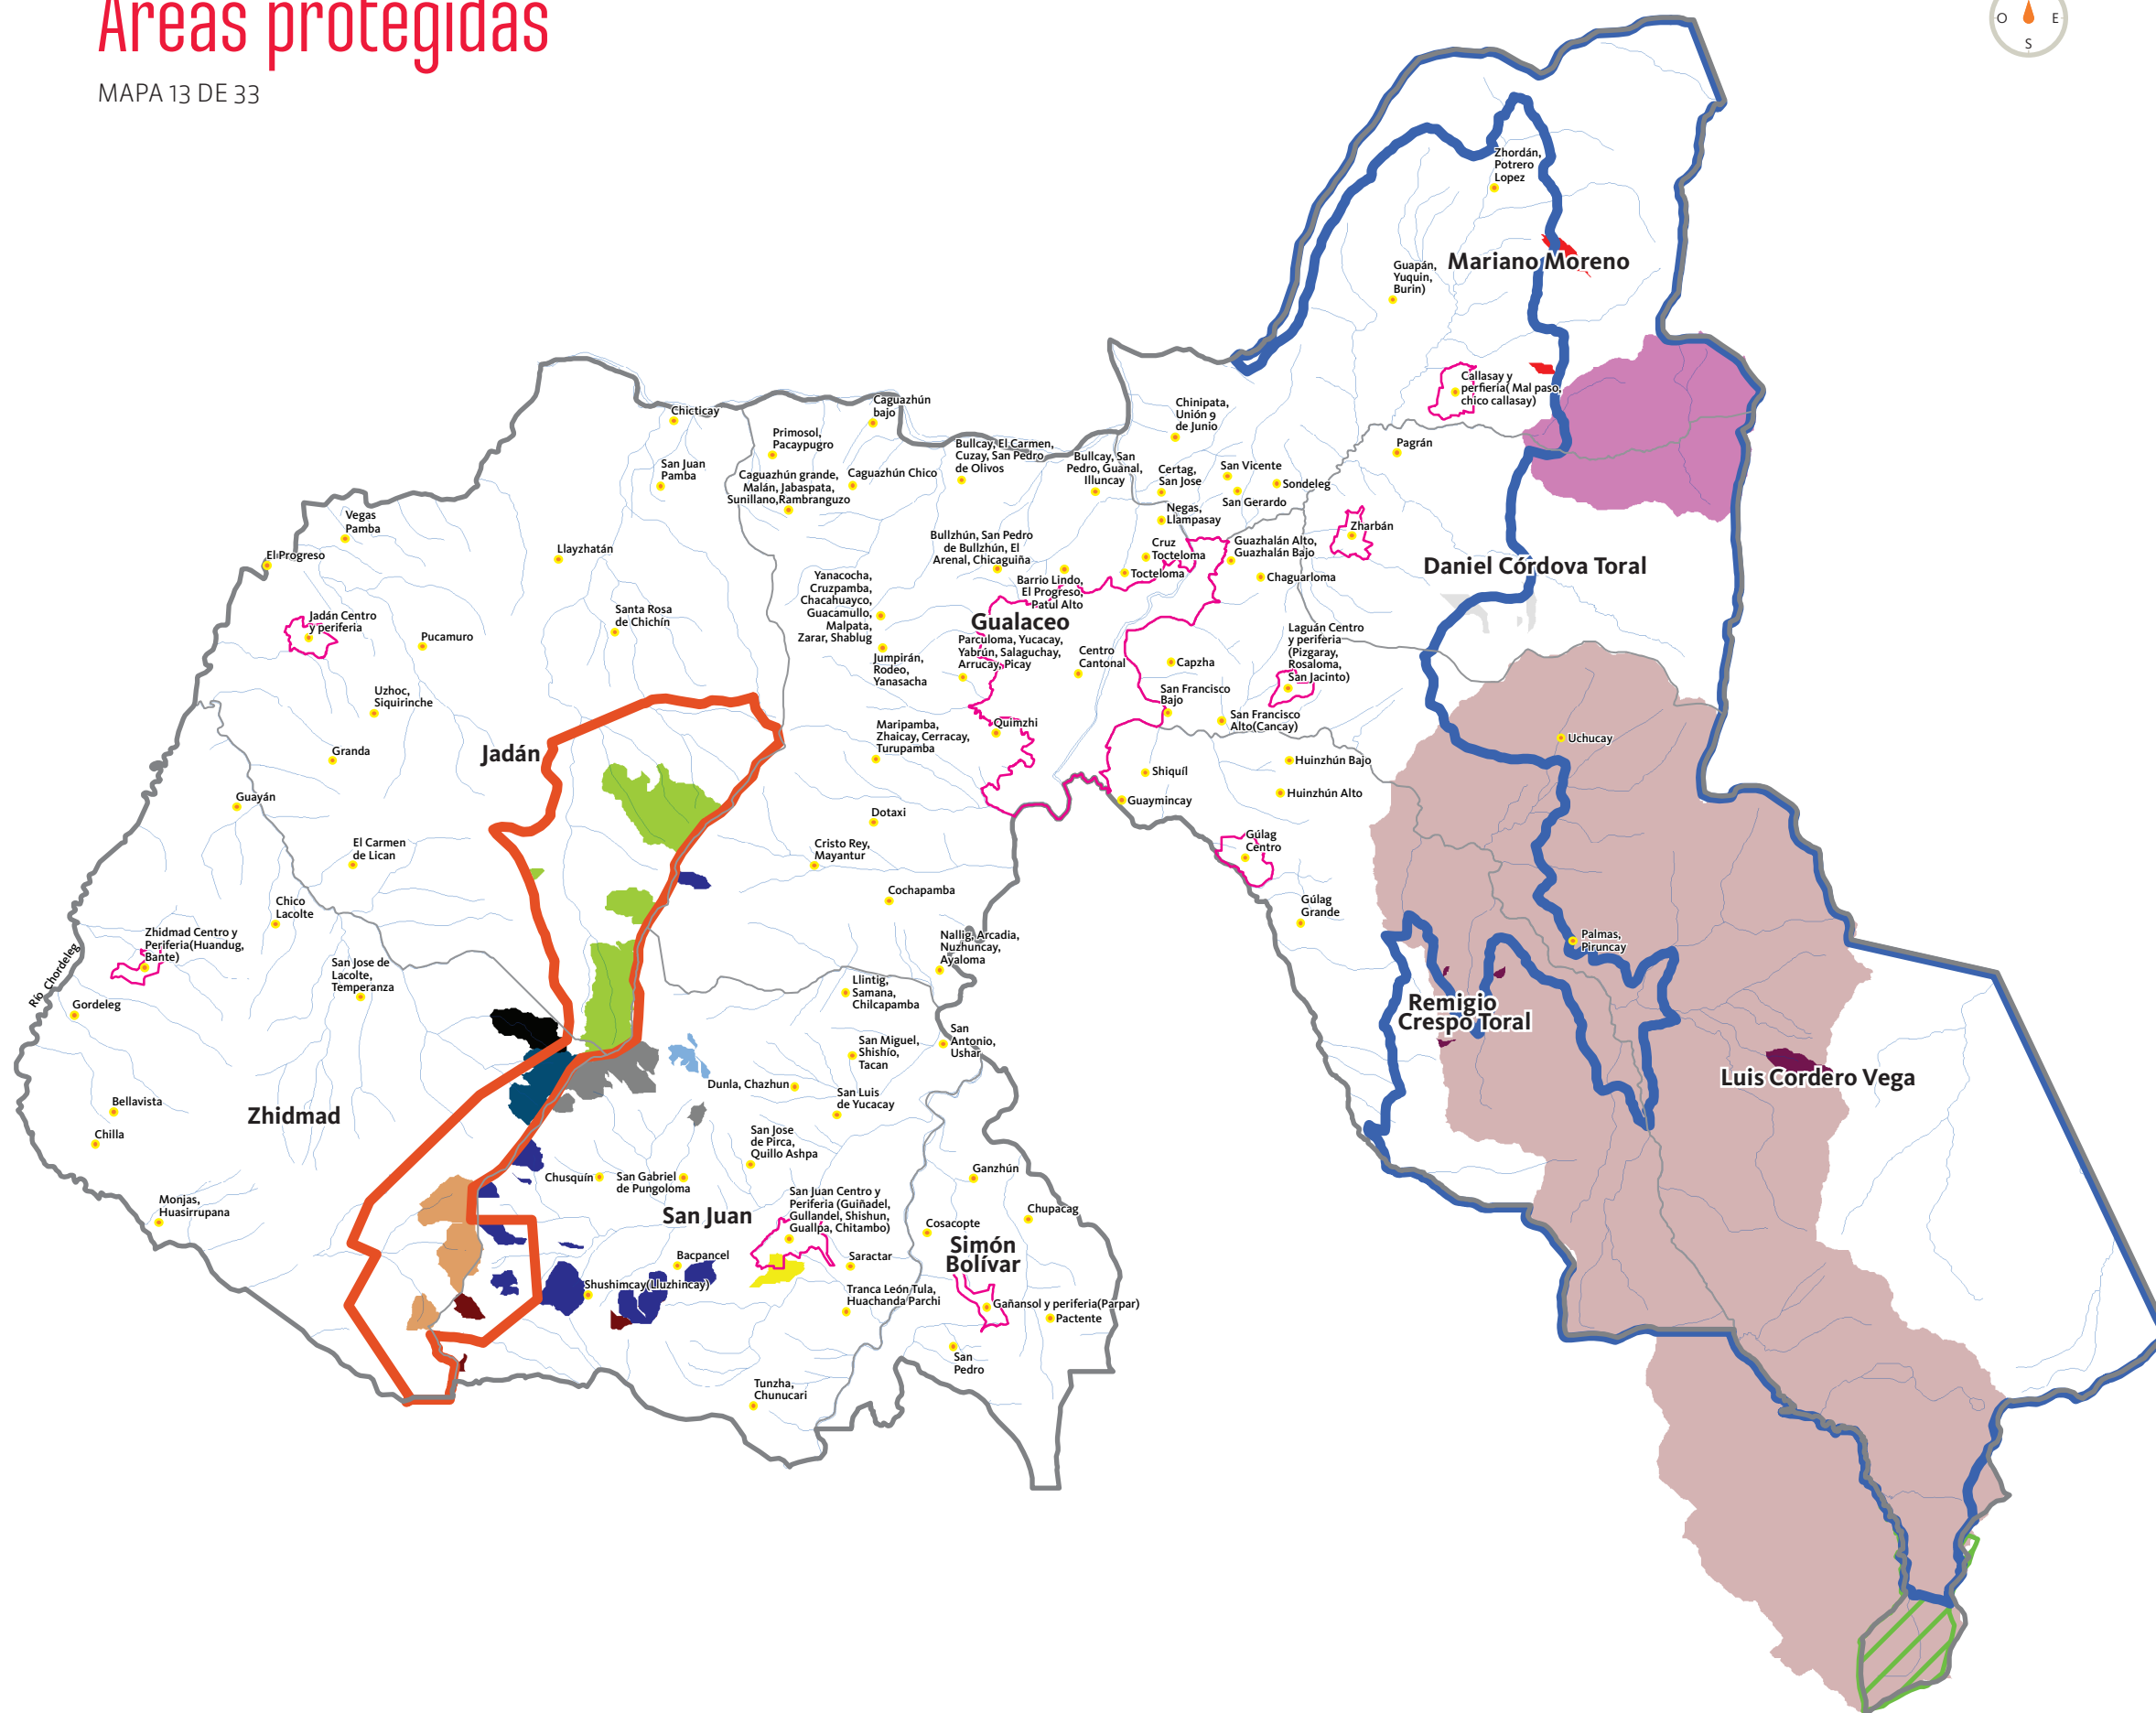 Áreas protegidas
MAPA 13 DE 33
O
E
S
Zhordán,
Potrero
Lopez
Mariano Moreno
Guapán,
Yuquin,
Burin)
Callasay y
perfieria( Mal paso,
chico callasay)
Chicticay
Caguazhún
bajo
Chinipata,
Unión 9
de Junio
Primosol,
Pacaypugro
Bullcay, El Carmen,
Cuzay, San Pedro
de Olivos
Pagrán
San Juan
Pamba
Caguazhún grande,
Malán, Jabaspata,
Sunillano,Rambranguzo
Caguazhún Chico
Bullcay, San
Pedro, Guanal,
Illuncay
Certag,
San Jose
San Vicente
Sondeleg
San Gerardo
Vegas
Pamba
Negas,
Llampasay
Zharbán
El Progreso
Llayzhatán
Bullzhún, San Pedro
de Bullzhún, El
Arenal, Chicaguiña
Cruz
Tocteloma
Guazhalán Alto,
Guazhalán Bajo
Daniel Córdova Toral
Yanacocha,
Cruzpamba,
Chacahuayco,
Guacamullo,
Malpata,
Zarar, Shablug
Barrio Lindo,
El Progreso,
Patul Alto
Tocteloma
Chaguarloma
Jadán Centro
y periferia
Santa Rosa
de Chichín
Gualaceo
Pucamuro
Parculoma, Yucacay,
Yabrún, Salaguchay,
Arrucay, Picay
Laguán Centro
y periferia
(Pizgaray,
Rosaloma,
San Jacinto)
Jumpirán,
Rodeo,
Yanasacha
Centro
Cantonal
Capzha
Uzhoc,
Siquirinche
San Francisco
Bajo
San Francisco
Alto(Cancay)
Maripamba,
Zhaicay, Cerracay,
Turupamba
Quimzhi
Uchucay
Granda
Jadán
Huinzhún Bajo
Shiquíl
Guayán
Huinzhún Alto
Guaymincay
Dotaxi
El Carmen
de Lican
Cristo Rey,
Mayantur
Gúlag
Centro
Cochapamba
Chico
Lacolte
Gúlag
Grande
Zhidmad Centro y
Periferia(Huandug,
Bante)
Nallig, Arcadia,
Nuzhuncay,
Ayaloma
Palmas,
Piruncay
Río Chordeleg
San Jose de
Lacolte,
Temperanza
Llintig,
Samana,
Chilcapamba
Gordeleg
Remigio
Crespo Toral
San
Antonio,
Ushar
San Miguel,
Shishío,
Tacan
Luis Cordero Vega
Dunla, Chazhun
San Luis
de Yucacay
Bellavista
Zhidmad
Chilla
San Jose
de Pirca,
Quillo Ashpa
Chusquín
San Gabriel
de Pungoloma
Ganzhún
Monjas,
Huasirrupana
San Juan Centro y
Periferia (Guiñadel,
Gullandel, Shishun,
Guallpa, Chitambo)
Chupacag
San Juan
Cosacopte
Simón
Bolívar
Bacpancel
Saractar
Shushimcay(Lluzhincay)
Tranca León Tula,
Huachanda Parchi
Gañansol y periferia(Parpar)
Pactente
San
Pedro
Tunzha,
Chunucari